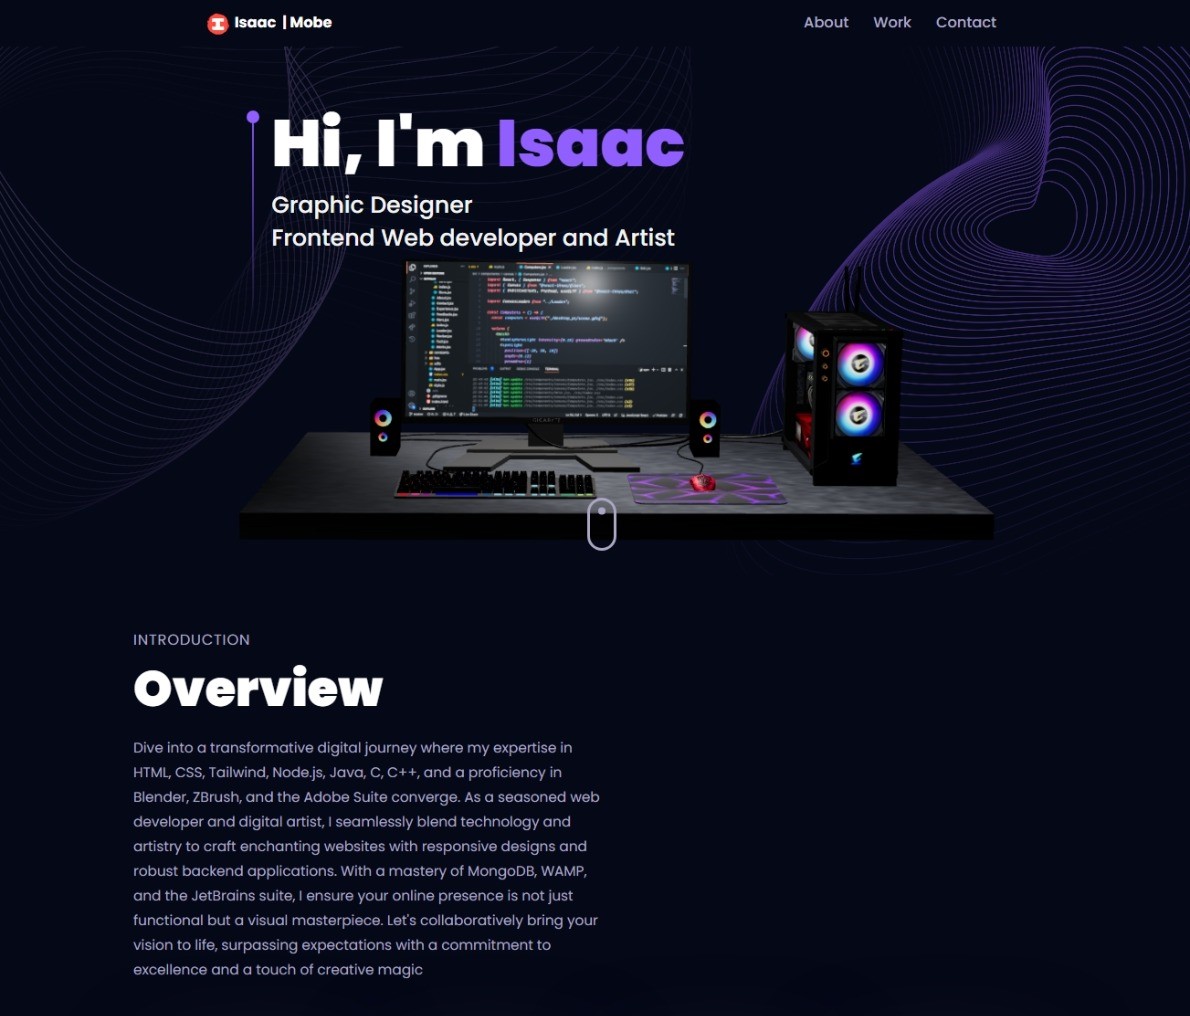 Isaac | Mobe
About Work Contact
Hi, I'm Isaac
Graphic Designer
Frontend Web developer and Artist
INTRODUCTION
Overview
Dive into a transformative digital journey where my expertise in
HTML, CSS, Tailwind, Node.js, Java, C, C++, and a proficiency in
Blender, ZBrush, and the Adobe Suite converge. As a seasoned web
developer and digital artist, I seamlessly blend technology and
artistry to craft enchanting websites with responsive designs and
robust backend applications. With a mastery of MongoDB, WAMP,
and the JetBrains suite, I ensure your online presence is not just
functional but a visual masterpiece. Let's collaboratively bring your
vision to life, surpassing expectations with a commitment to
excellence and a touch of creative magic